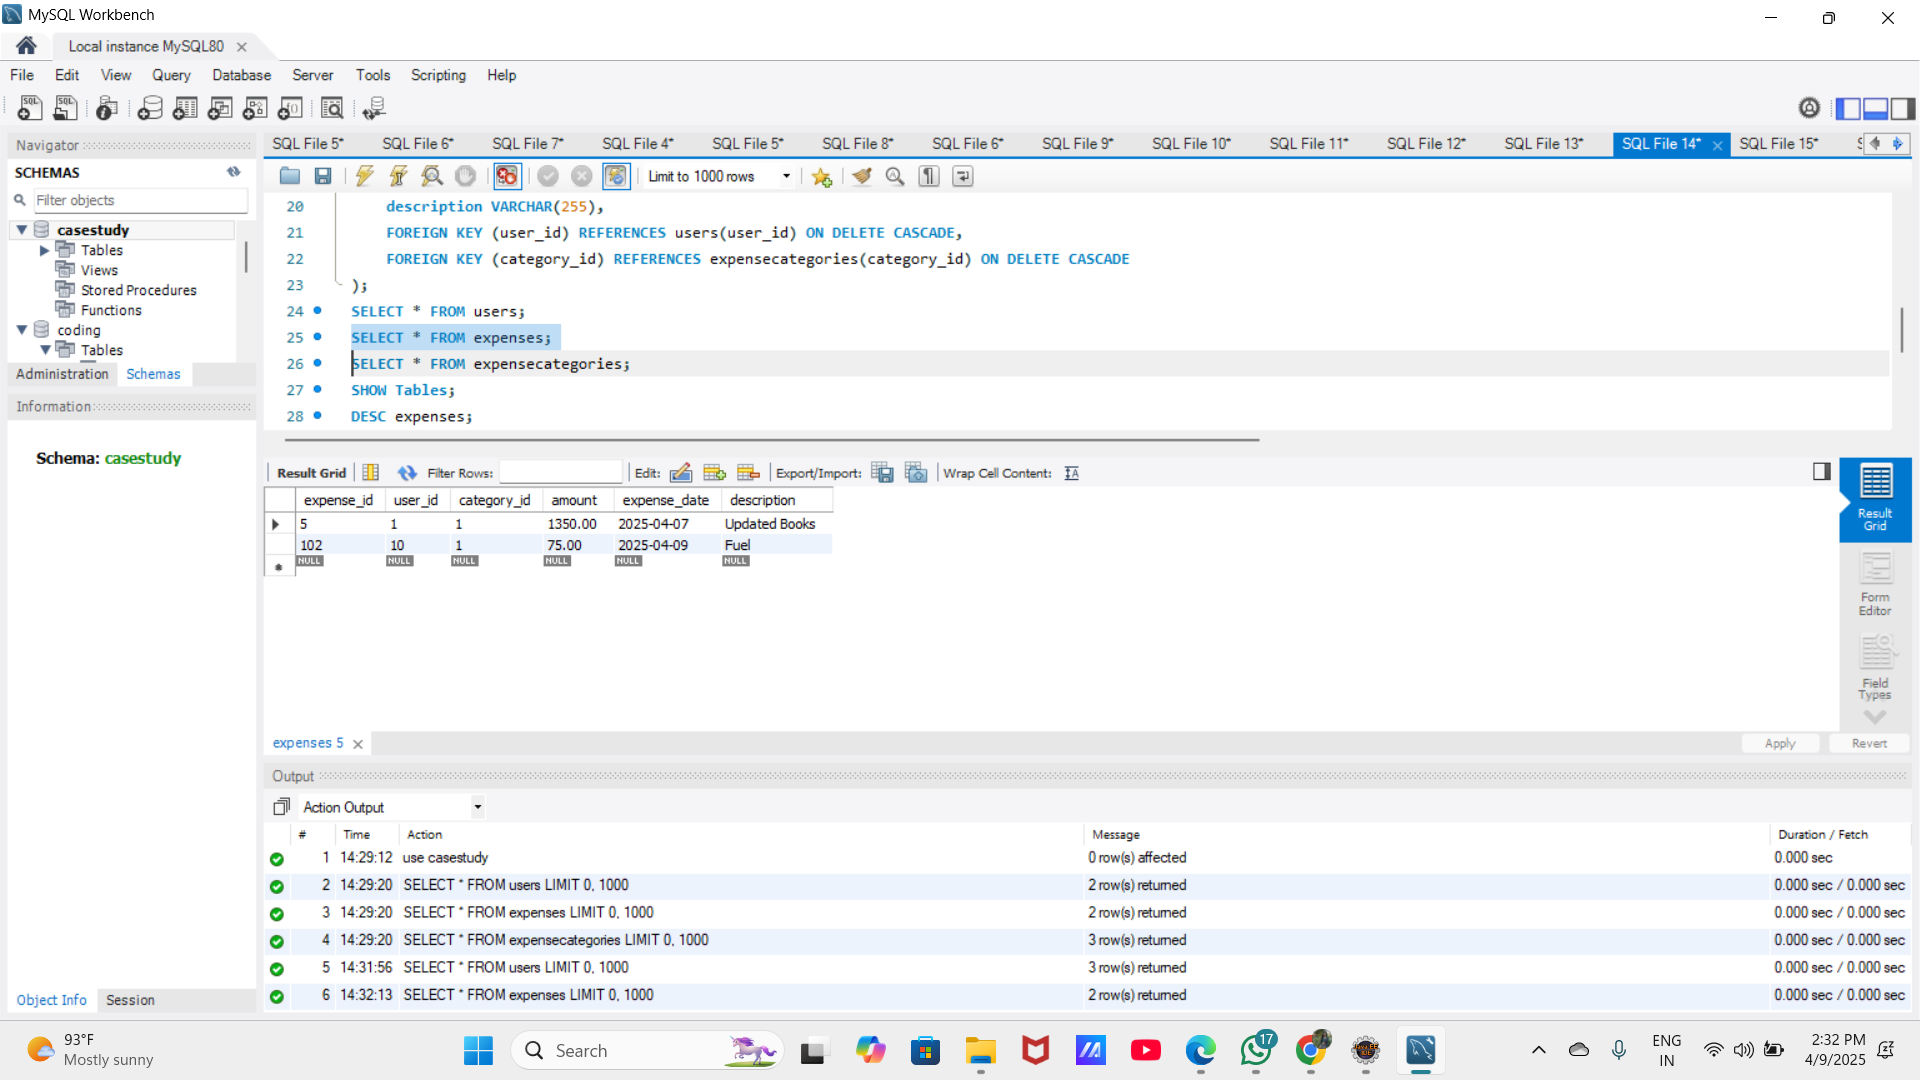 MySQL Workbench
Local instance MySQL80
File Edit View Query Database Server Tools Scripting Help
Navigator
SQL File 5* SQL File 6* SQL File 7* SQL File 4* SQL File 5* SQL File 8* SQL File 6* SQL File 9* SQL File 10* SQL File 11* SQL File 12* SQL File 13* SQL File 14* SQL File 15*
SCHEMAS
Filter objects
casestudy
Tables
Views
Stored Procedures
Functions
coding
Tables
Administration Schemas
Information
Schema: casestudy
Object Info Session
Limit to 1000 rows
20 description VARCHAR(255),
21 FOREIGN KEY (user_id) REFERENCES users(user_id) ON DELETE CASCADE,
22 FOREIGN KEY (category_id) REFERENCES expensecategories(category_id) ON DELETE CASCADE
23 );
24 SELECT * FROM users;
25 SELECT * FROM expenses;
26 SELECT * FROM expensecategories;
27 SHOW Tables;
28 DESC expenses;
Result Grid Filter Rows: Edit: Export/Import: Wrap Cell Content:
expense_id user_id category_id amount expense_date description
5 1 1 1350.00 2025-04-07 Updated Books
102 10 1 75.00 2025-04-09 Fuel
NULL NULL NULL NULL NULL NULL
Result
Grid
Form
Editor
Field
Types
expenses 5
Apply Revert
Output
Action Output
# Time Action Message Duration / Fetch
1 14:29:12 use casestudy 0 row(s) affected 0.000 sec
2 14:29:20 SELECT * FROM users LIMIT 0, 1000 2 row(s) returned 0.000 sec / 0.000 sec
3 14:29:20 SELECT * FROM expenses LIMIT 0, 1000 2 row(s) returned 0.000 sec / 0.000 sec
4 14:29:20 SELECT * FROM expensecategories LIMIT 0, 1000 3 row(s) returned 0.000 sec / 0.000 sec
5 14:31:56 SELECT * FROM users LIMIT 0, 1000 3 row(s) returned 0.000 sec / 0.000 sec
6 14:32:13 SELECT * FROM expenses LIMIT 0, 1000 2 row(s) returned 0.000 sec / 0.000 sec
93°F
Mostly sunny
Search
17
ENG
IN
2:32 PM
4/9/2025